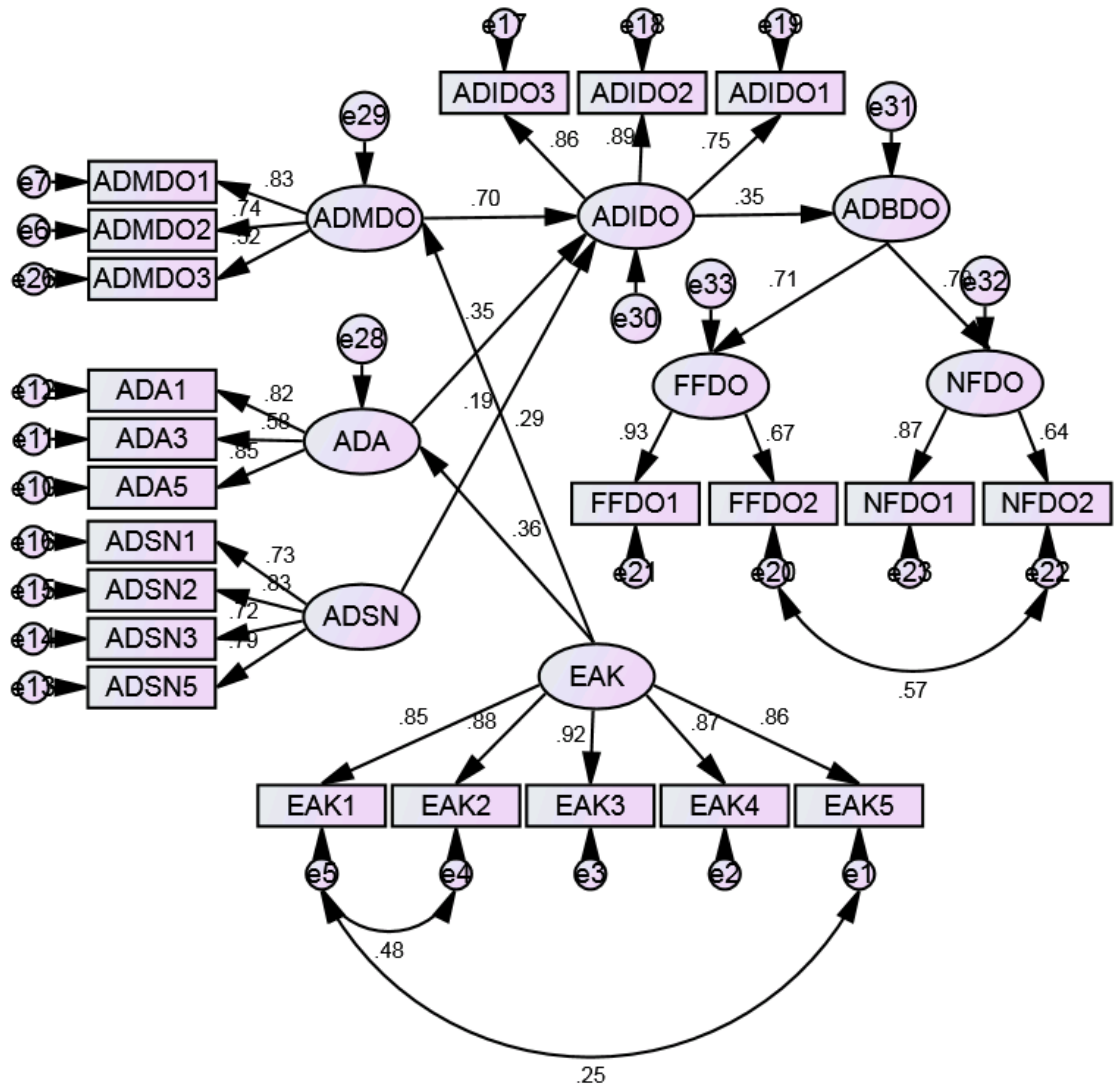 e17
e18
e19
ADIDO3
ADIDO2
ADIDO1
e29
e31
.86
.89
.75
e7
ADMDO1
.83
ADMDO
.70
ADIDO
.35
ADBDO
e6
ADMDO2
.74
e26
ADMDO3
.52
e30
.71
e33
e32
.35
e28
FFDO
NFDO
e12
ADA1
.82
.19
.29
e11
ADA3
.58
ADA
.93
.67
.87
.64
e10
ADA5
.85
FFDO1
FFDO2
NFDO1
NFDO2
.36
e16
ADSN1
.73
e21
e20
e23
e22
e15
ADSN2
.83
ADSN
e14
ADSN3
.72
e13
ADSN5
.79
EAK
.57
.85
.88
.92
.87
.86
EAK1
EAK2
EAK3
EAK4
EAK5
e5
e4
e3
e2
e1
.48
.25